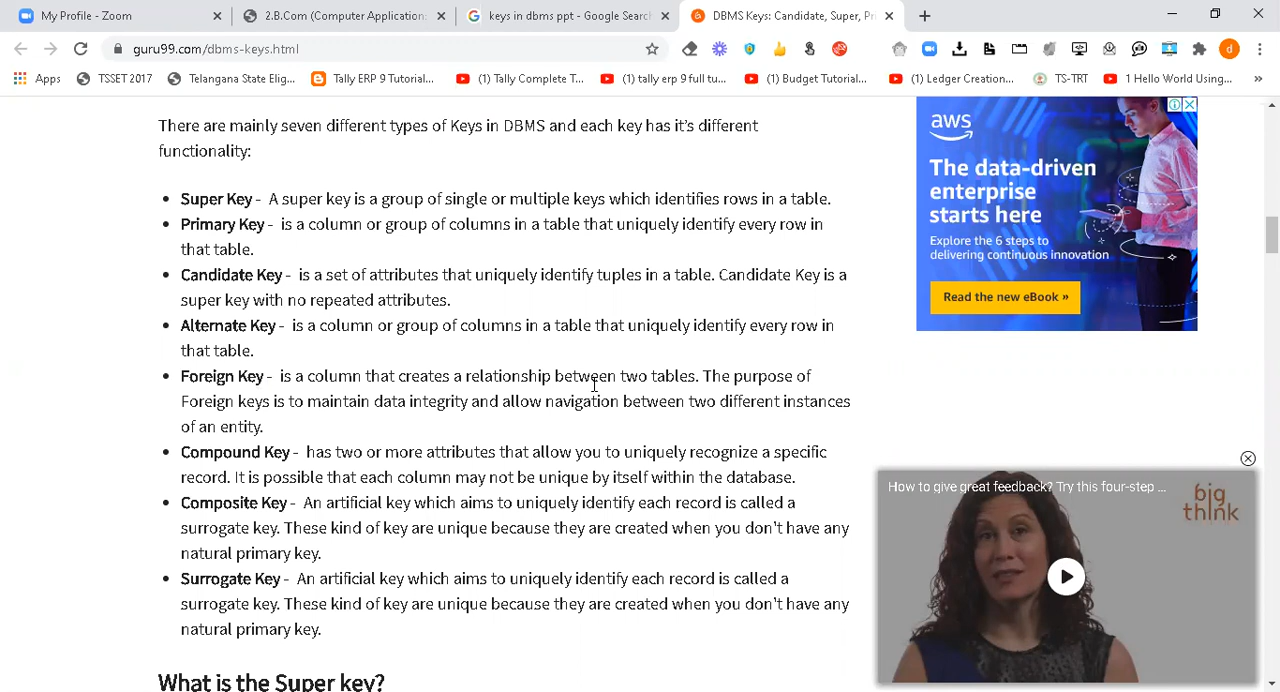 My Profile - Zoom
2.B.Com (Computer Application:
keys in dbms ppt - Google Search
DBMS Keys: Candidate, Super, Pri
guru99.com/dbms-keys.html
d
Apps
TSSET 2017
Telangana State Elig...
Tally ERP 9 Tutorial...
(1) Tally Complete T...
(1) tally erp 9 full tu...
(1) Budget Tutorial...
(1) Ledger Creation...
TS-TRT
1 Hello World Using...
There are mainly seven different types of Keys in DBMS and each key has it's different
functionality:
Super Key - A super key is a group of single or multiple keys which identifies rows in a table.
Primary Key - is a column or group of columns in a table that uniquely identify every row in
that table.
Candidate Key - is a set of attributes that uniquely identify tuples in a table. Candidate Key is a
super key with no repeated attributes.
Alternate Key - is a column or group of columns in a table that uniquely identify every row in
that table.
Foreign Key - is a column that creates a relationship between two tables. The purpose of
Foreign keys is to maintain data integrity and allow navigation between two different instances
of an entity.
Compound Key - has two or more attributes that allow you to uniquely recognize a specific
record. It is possible that each column may not be unique by itself within the database.
Composite Key - An artificial key which aims to uniquely identify each record is called a
surrogate key. These kind of key are unique because they are created when you don't have any
natural primary key.
Surrogate Key - An artificial key which aims to uniquely identify each record is called a
surrogate key. These kind of key are unique because they are created when you don't have any
natural primary key.
What is the Super key?
aws
The data-driven
enterprise
starts here
Explore the 6 steps to
delivering continuous innovation
Read the new eBook »
How to give great feedback? Try this four-step ...
big
think